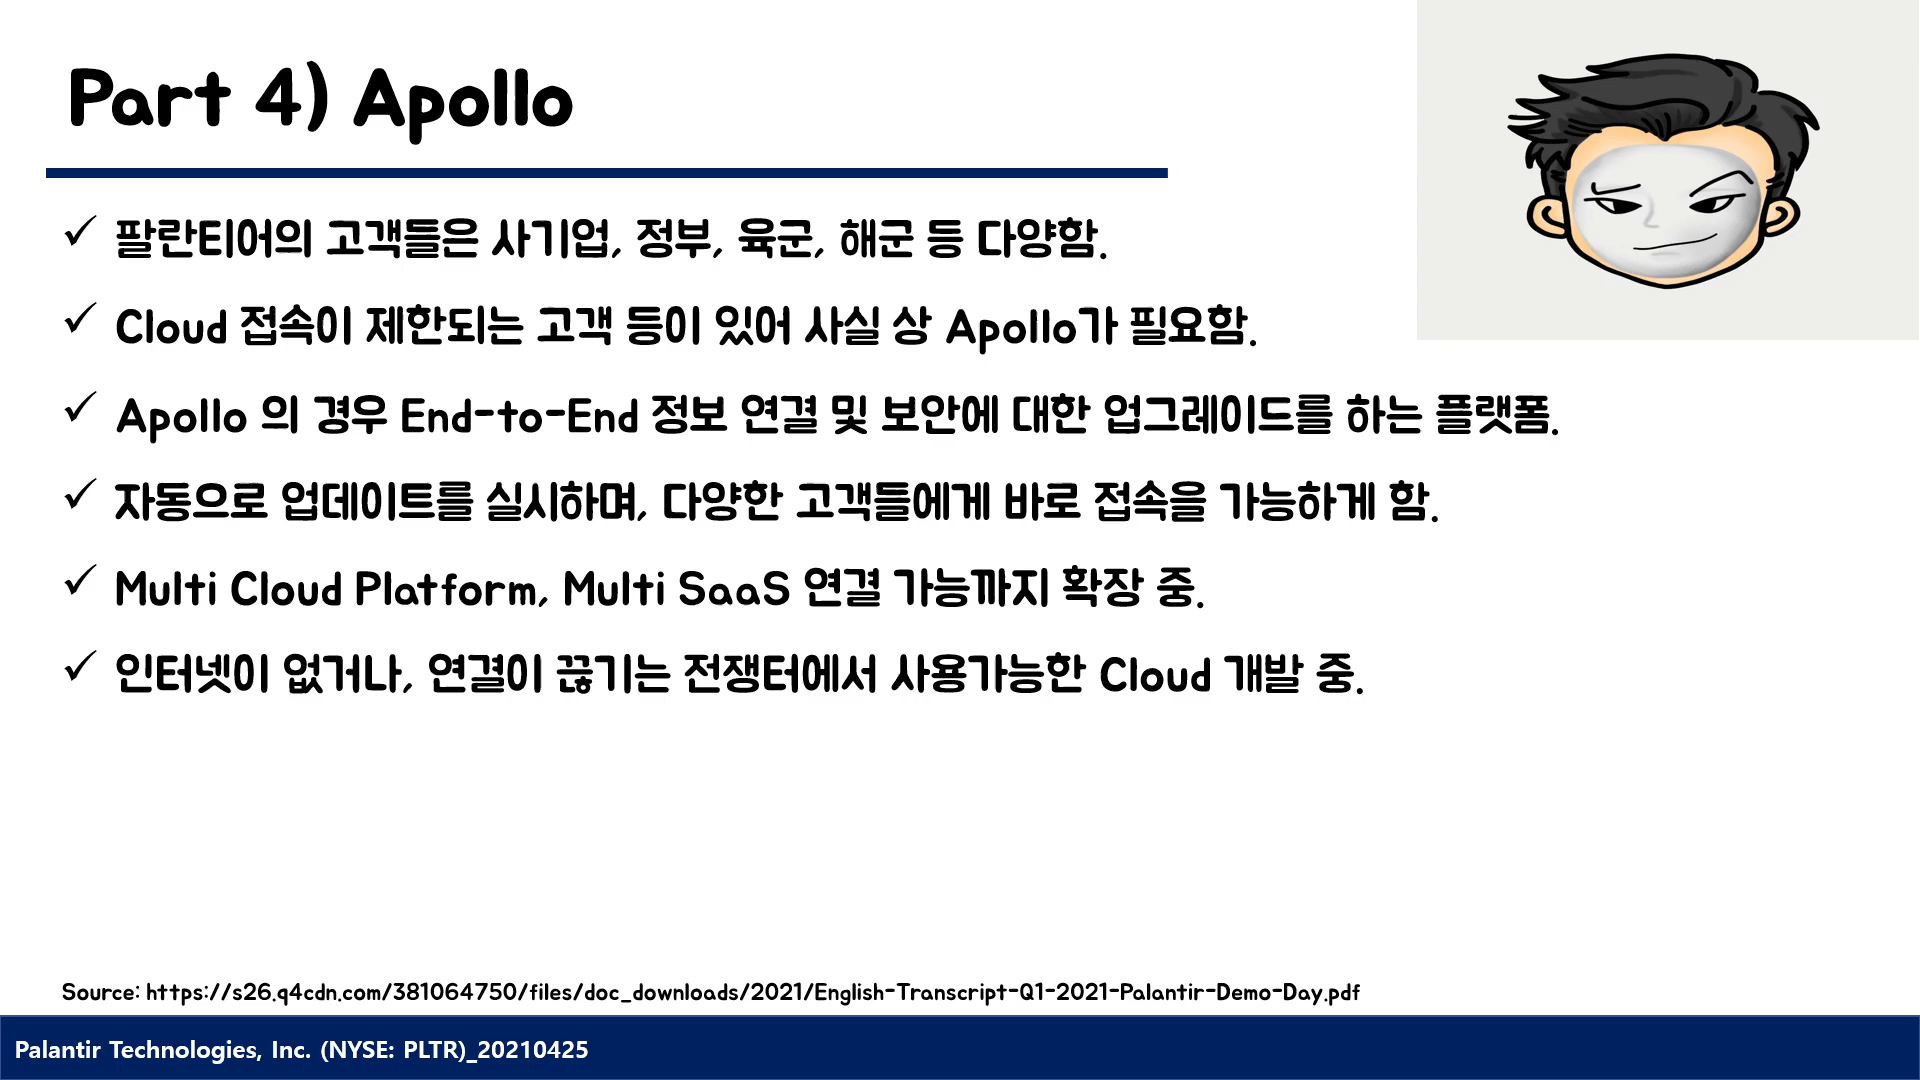 Part 4) Apollo
✓ 팔란티어의 고객들은 사기업, 정부, 육군, 해군 등 다양함.
✓ Cloud 접속이 제한되는 고객 등이 있어 사실 상 Apollo가 필요함.
✓ Apollo 의 경우 End-to-End 정보 연결 및 보안에 대한 업그레이드를 하는 플랫폼.
✓ 자동으로 업데이트를 실시하며, 다양한 고객들에게 바로 접속을 가능하게 함.
✓ Multi Cloud Platform, Multi SaaS 연결 가능까지 확장 중.
✓ 인터넷이 없거나, 연결이 끊기는 전쟁터에서 사용가능한 Cloud 개발 중.
Source: https://s26.q4cdn.com/381064750/files/doc_downloads/2021/English-Transcript-Q1-2021-Palantir-Demo-Day.pdf
Palantir Technologies, Inc. (NYSE: PLTR)_20210425